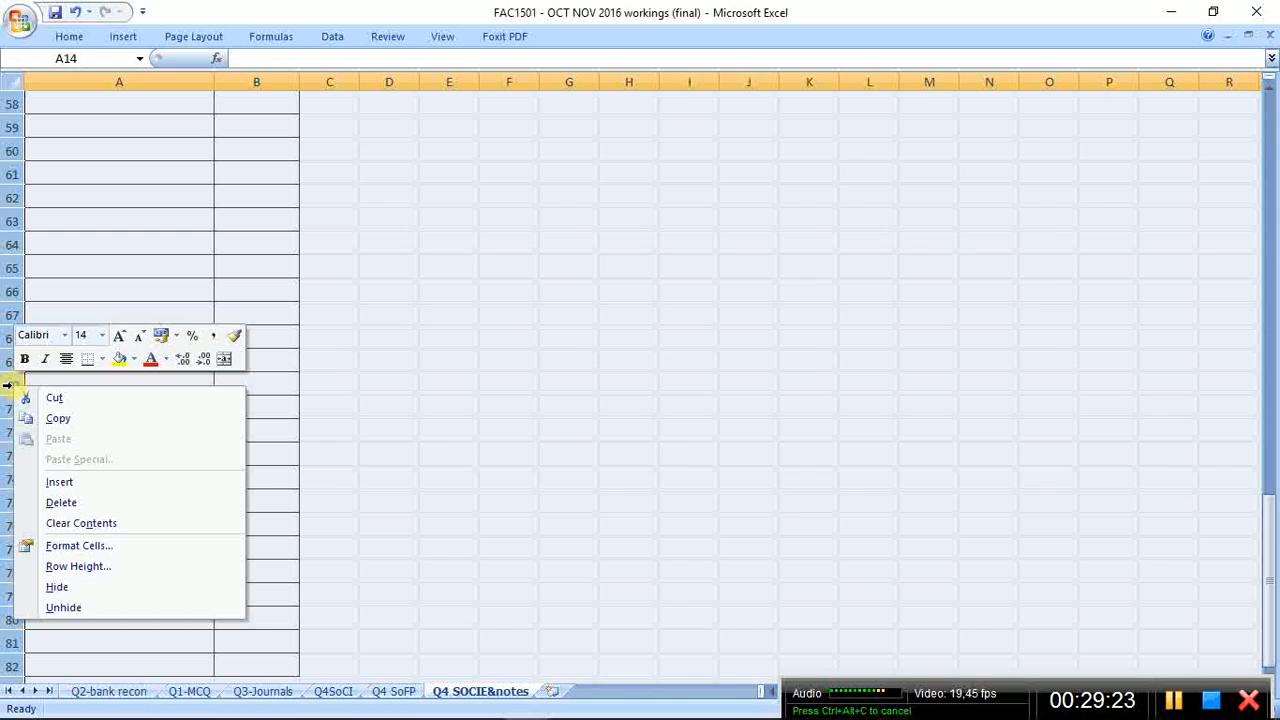 FAC1501 - OCT NOV 2016 workings (final) - Microsoft Excel
Home Insert Page Layout Formulas Data Review View Foxit PDF
A14 fx
A B C D E F G H I J K L M N O P Q R
58
59
60
61
62
63
64
65
66
67
Calibri 14 A A % ,
B I A
Cut
Copy
Paste
Paste Special..
Insert
Delete
Clear Contents
Format Cells...
Row Height...
Hide
Unhide
80
81
82
Q2-bank recon Q1-MCQ Q3-Journals Q4SoCI Q4 SoFP Q4 SOCIE&notes
Ready
Audio Video: 19,45 fps
Press Ctrl+Alt+C to cancel
00:29:23